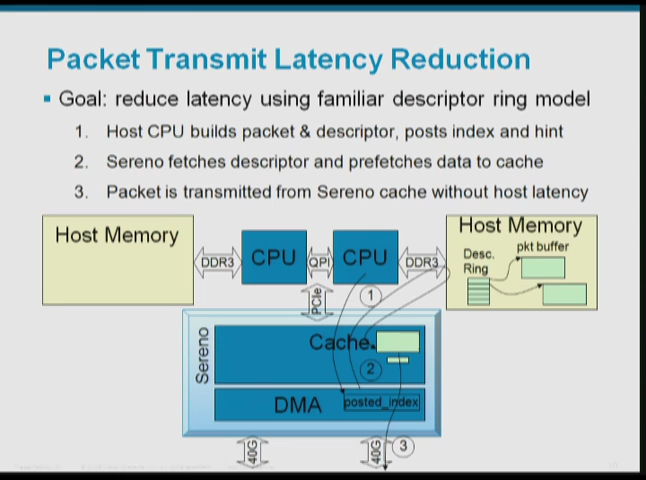 Packet Transmit Latency Reduction
Goal: reduce latency using familiar descriptor ring model
1. Host CPU builds packet & descriptor, posts index and hint
2. Sereno fetches descriptor and prefetches data to cache
3. Packet is transmitted from Sereno cache without host latency
Host Memory
DDR3
CPU
QPI
CPU
DDR3
Host Memory
Desc.
Ring
pkt buffer
PCIe
1
Sereno
Cache
2
DMA
posted_index
40G
40G
3